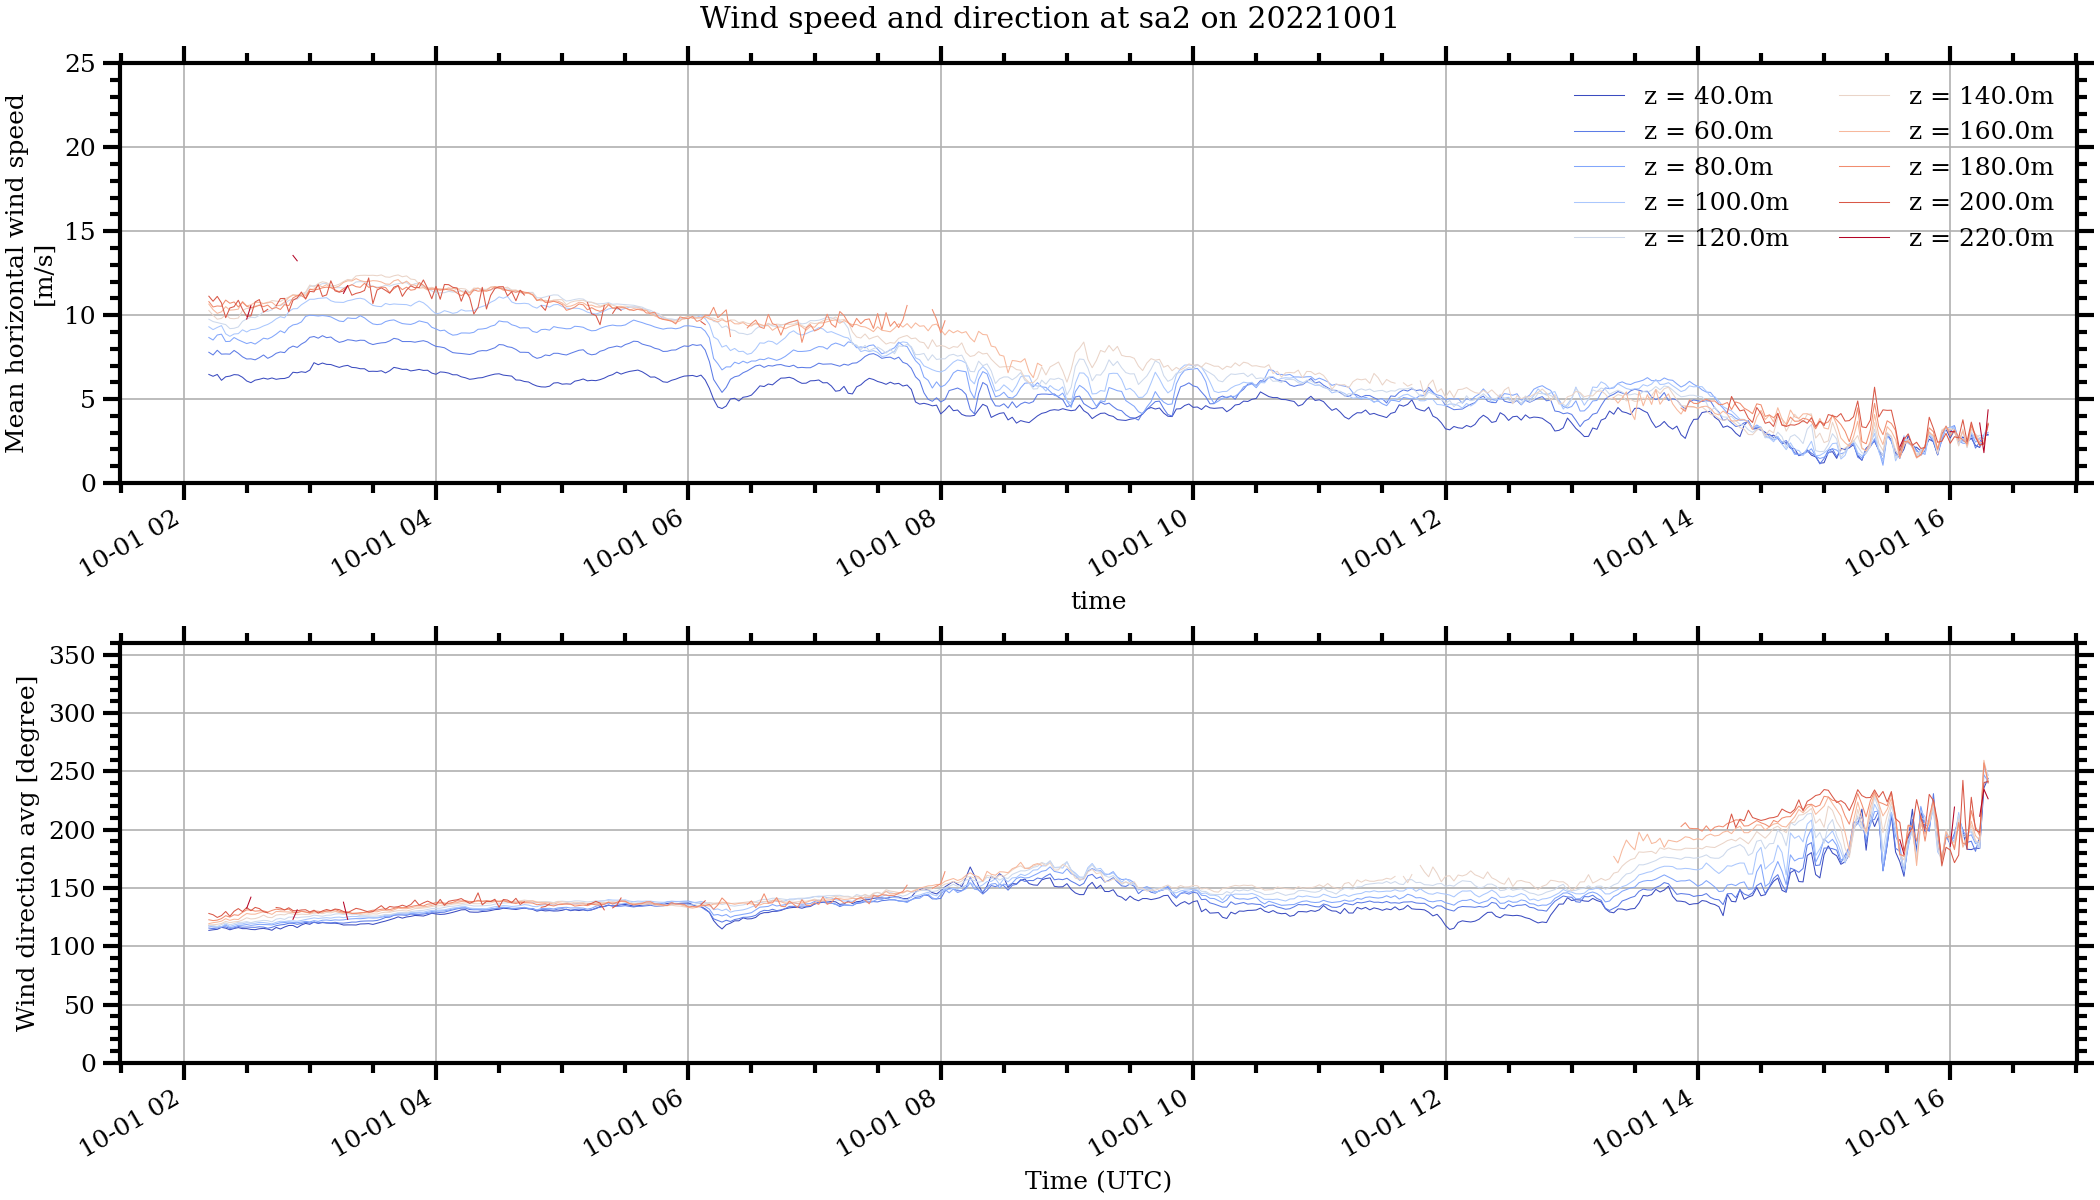 Wind speed and direction at sa2 on 20221001
Mean horizontal wind speed
[m/s]
25
20
15
10
5
0
z = 40.0m
z = 60.0m
z = 80.0m
z = 100.0m
z = 120.0m
z = 140.0m
z = 160.0m
z = 180.0m
z = 200.0m
z = 220.0m
10-01 02
10-01 04
10-01 06
10-01 08
10-01 10
10-01 12
10-01 14
10-01 16
time
Wind direction avg [degree]
350
300
250
200
150
100
50
0
10-01 02
10-01 04
10-01 06
10-01 08
10-01 10
10-01 12
10-01 14
10-01 16
Time (UTC)